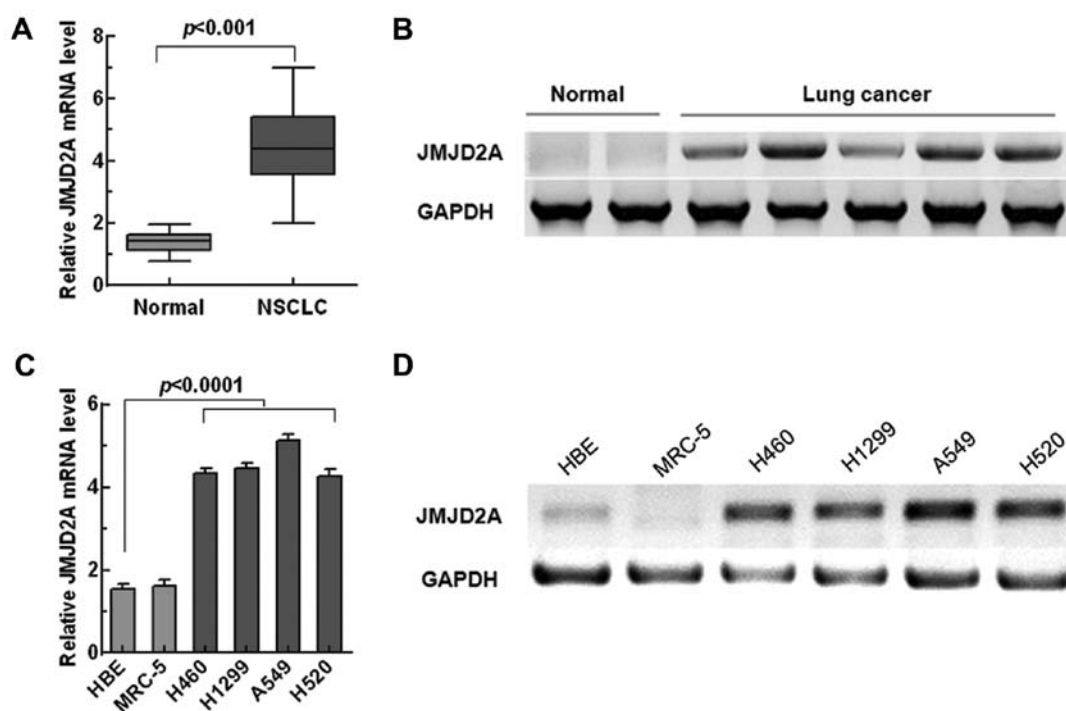 A
p<0.001
Relative JMJD2A mRNA level
8
6
4
2
0
Normal
NSCLC
B
Normal
Lung cancer
JMJD2A
GAPDH
C
p<0.0001
Relative JMJD2A mRNA level
6
4
2
0
HBE
MRC-5
H460
H1299
A549
H520
D
HBE
MRC-5
H460
H1299
A549
H520
JMJD2A
GAPDH